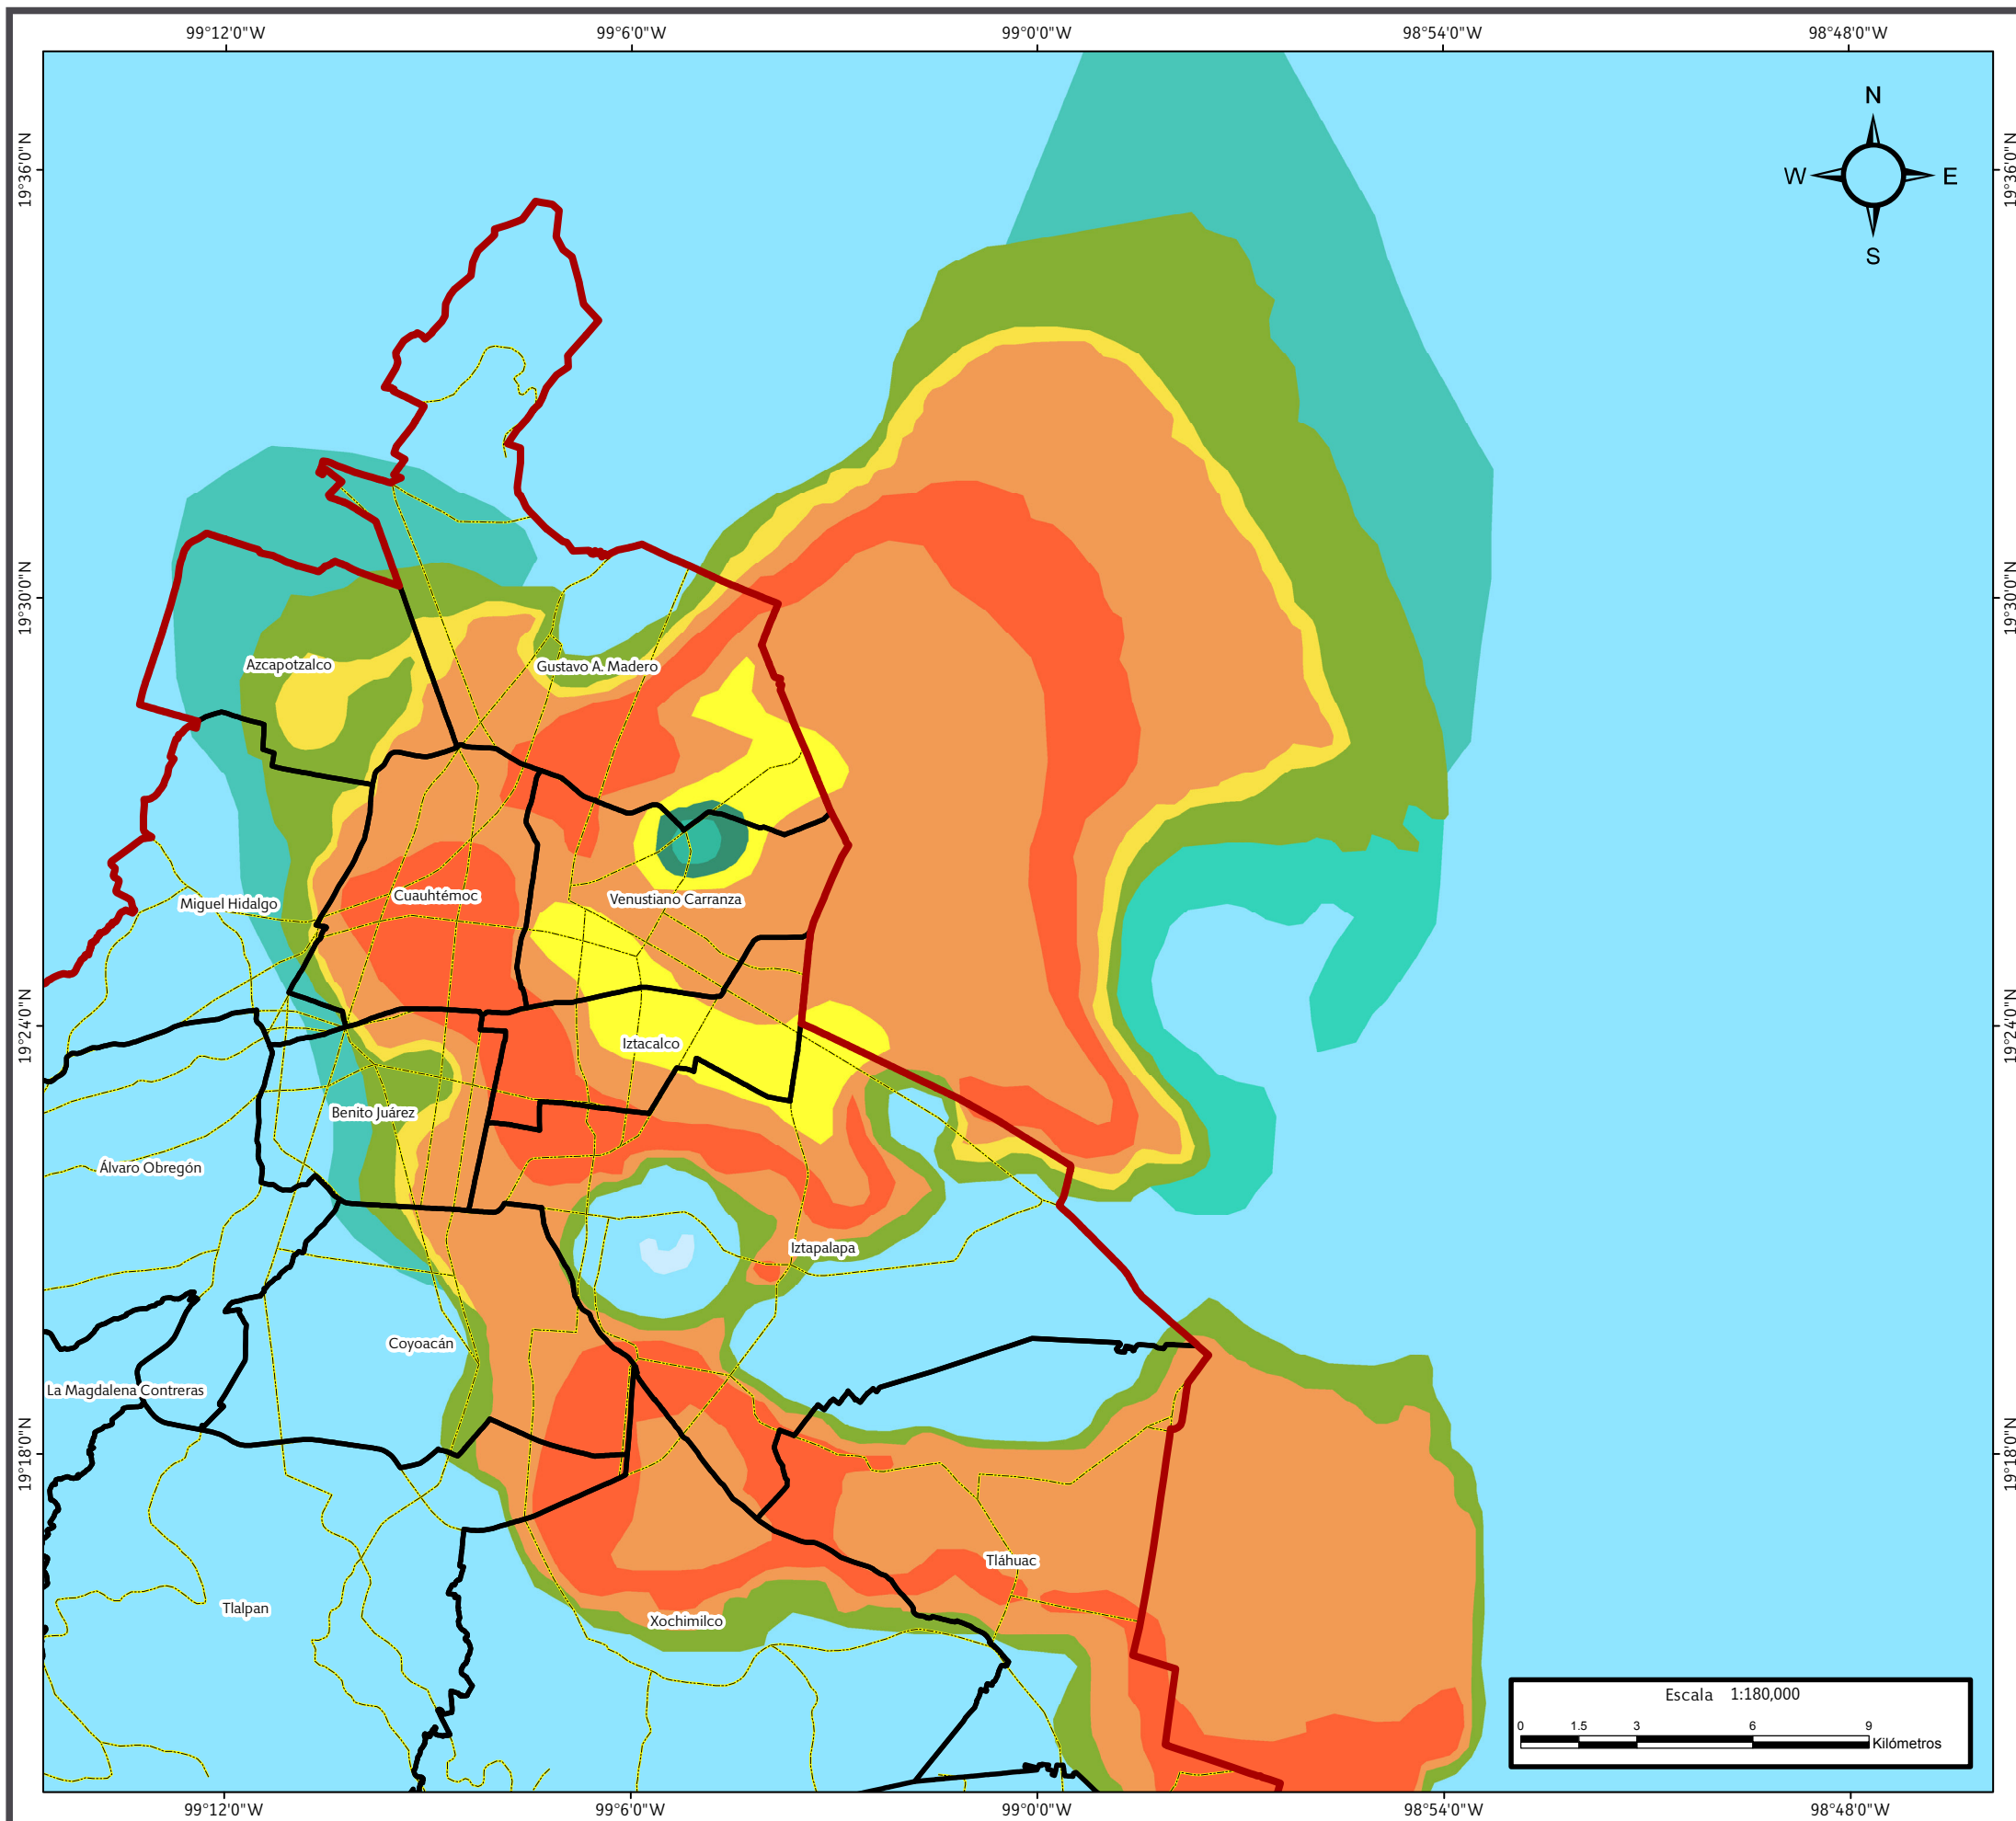 99°12'0"W 99°6'0"W 99°0'0"W 98°54'0"W 98°48'0"W
N
W E
S
19°36'0"N 19°36'0"N
19°30'0"N 19°30'0"N
Azcapotzalco
Gustavo A. Madero
Cuauhtémoc
Venustiano Carranza
Miguel Hidalgo
19°24'0"N 19°24'0"N
Iztacalco
Benito Juárez
Álvaro Obregón
Iztapalapa
Coyoacán
La Magdalena Contreras
19°18'0"N 19°18'0"N
Tláhuac
Tlalpan
Xochimilco
Escala 1:180,000
0 1.5 3 6 9
Kilómetros
99°12'0"W 99°6'0"W 99°0'0"W 98°54'0"W 98°48'0"W